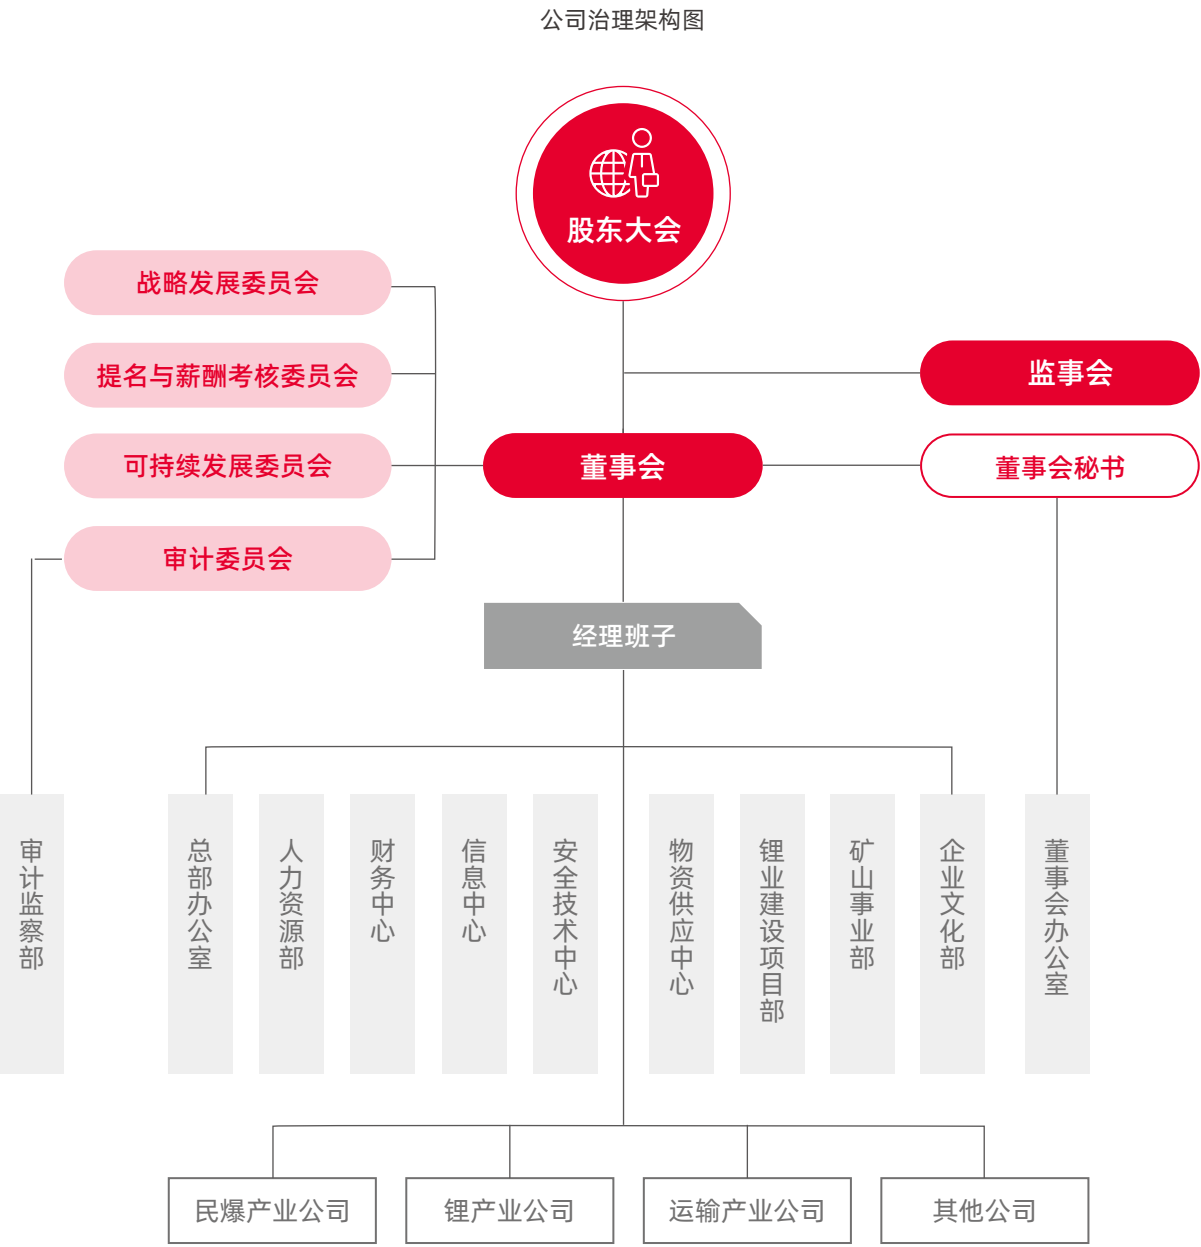 公司治理架构图
股东大会
战略发展委员会
提名与薪酬考核委员会
监事会
可持续发展委员会
董事会
董事会秘书
审计委员会
经理班子
审计监察部
总部办公室
人力资源部
财务中心
信息中心
安全技术中心
物资供应中心
锂业建设项目部
矿山事业部
企业文化部
董事会办公室
民爆产业公司
锂产业公司
运输产业公司
其他公司